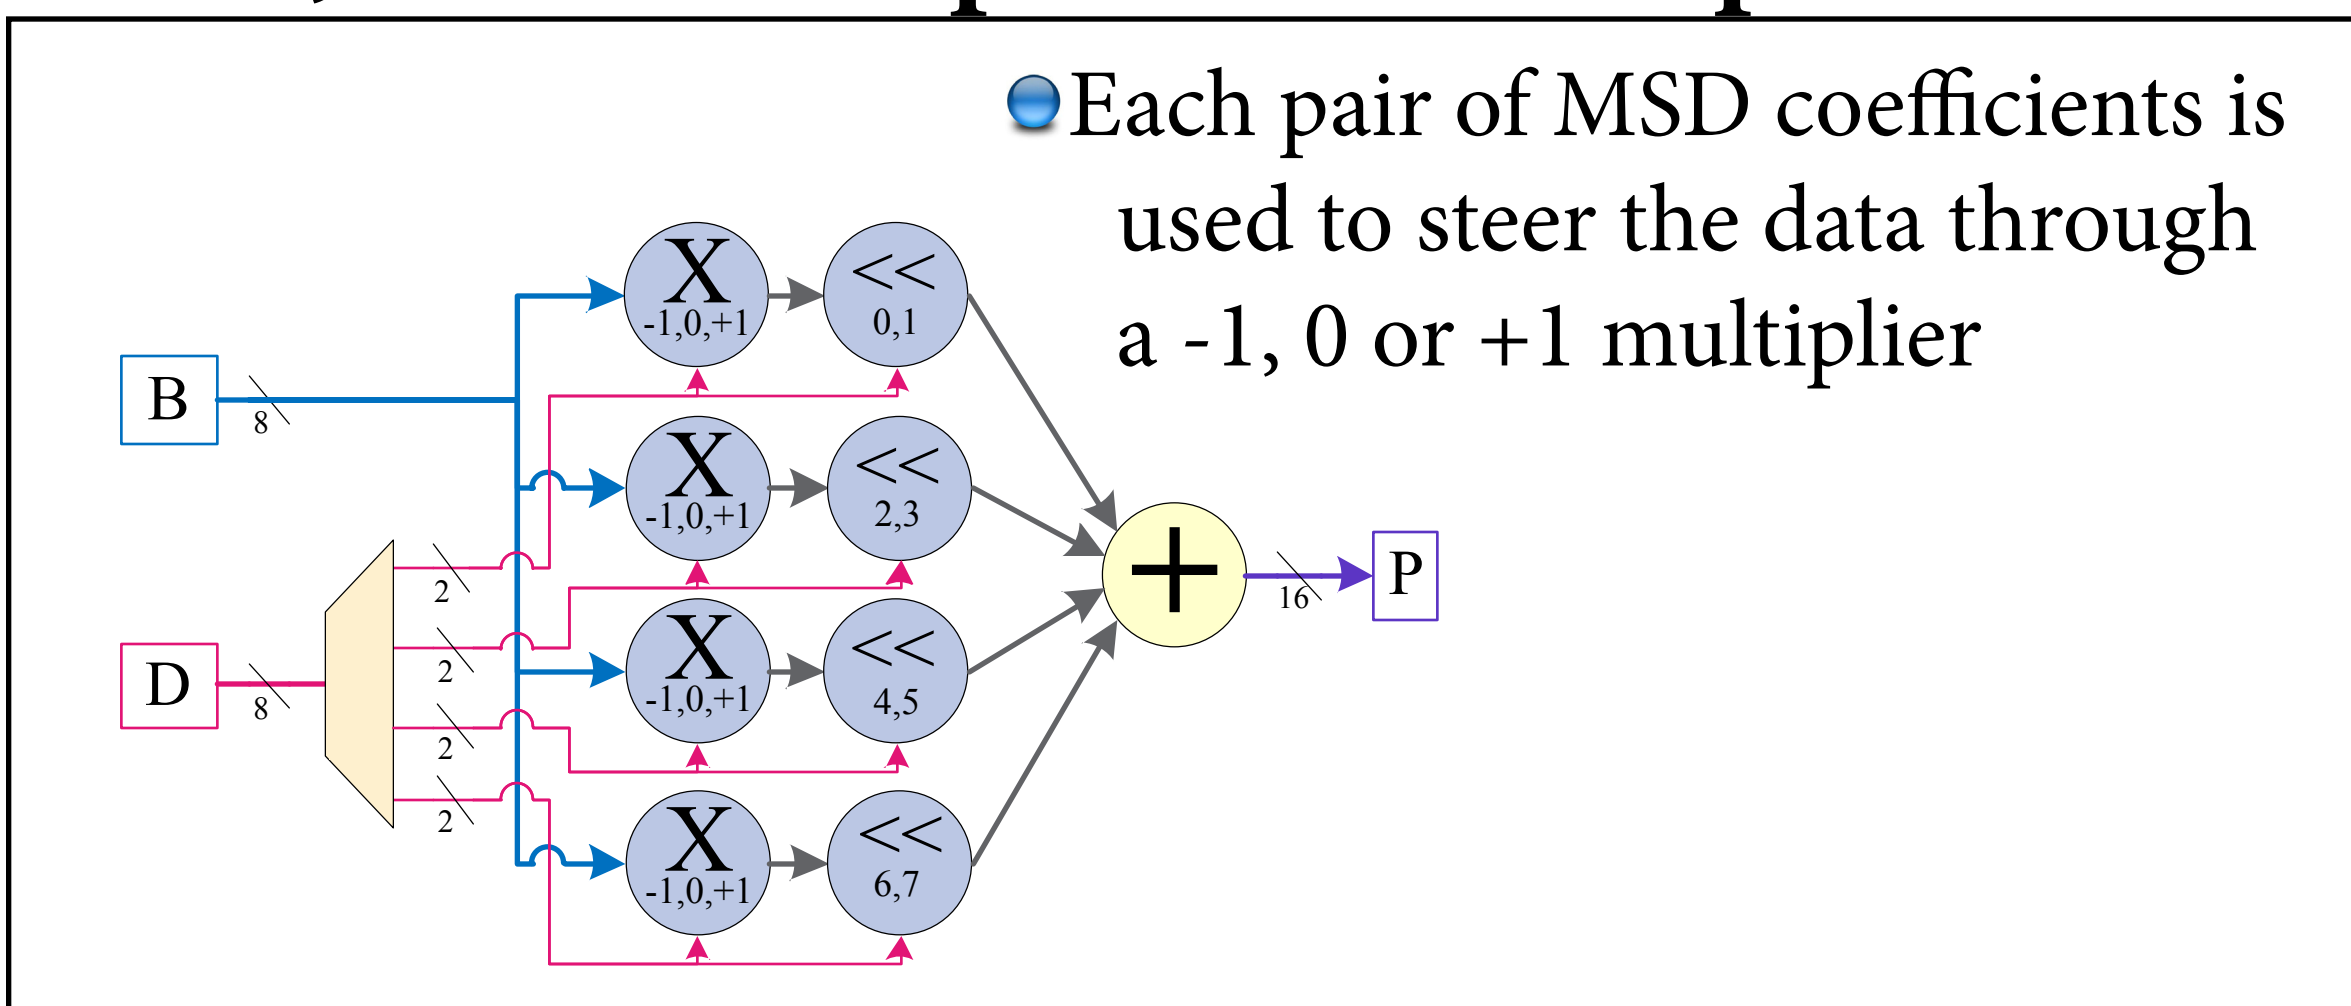 Each pair of MSD coefficients is
used to steer the data through
a -1, 0 or +1 multiplier
X
-1,0,+1
<<
0,1
B
8
X
-1,0,+1
<<
2,3
2
+
16
P
X
-1,0,+1
<<
4,5
2
D
8
2
X
-1,0,+1
<<
6,7
2